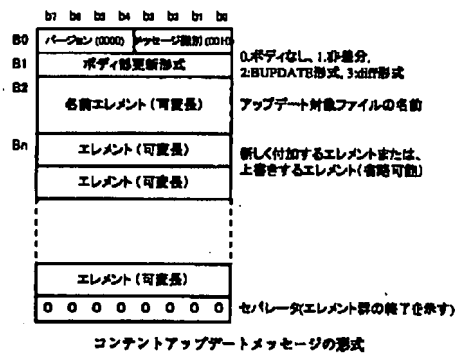 b7 b6 b5 b4 b3 b2 b1 b0
B0 バージョン(0000) メッセージ識別(0010)
B1 ボディ部更新形式 0:ボディなし, 1:非差分,
2:BUPDATE形式, 3:diff形式
B2 名前エレメント(可変長) アップデート対象ファイルの名前
Bn エレメント(可変長) 新しく付加するエレメントまたは、
上書きするエレメント(省略可能)
エレメント(可変長)
エレメント(可変長)
0 0 0 0 0 0 0 0 セパレータ(エレメント群の終了を示す)
コンテントアップデートメッセージの形式